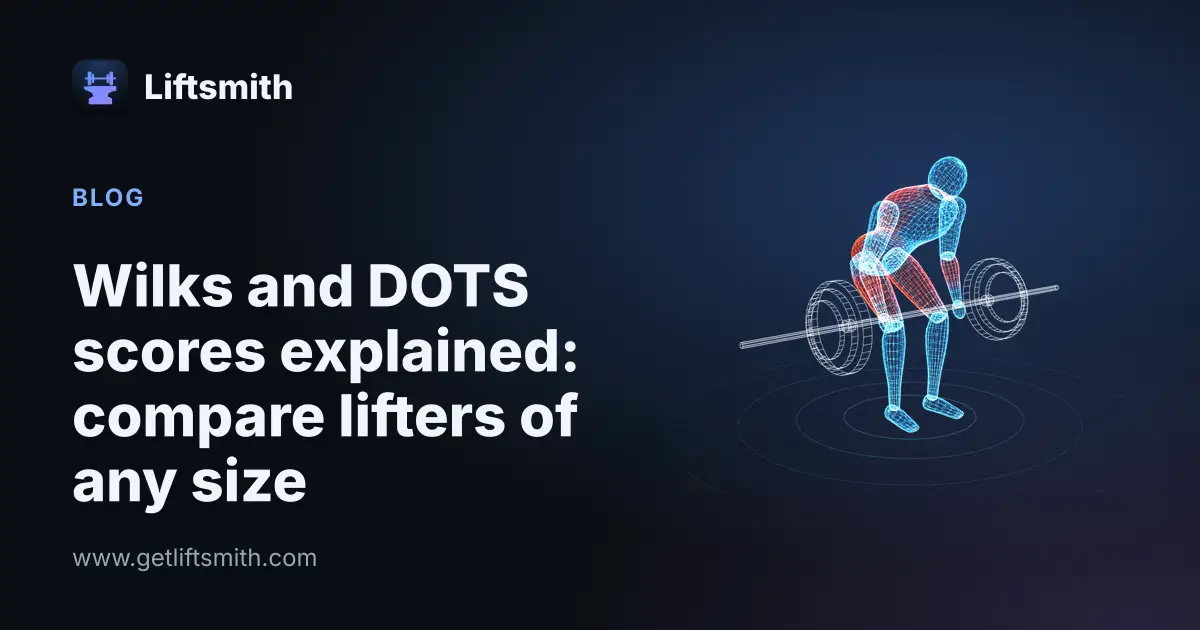 Liftsmith
BLOG
Wilks and DOTS
scores explained:
compare lifters of
any size
www.getliftsmith.com